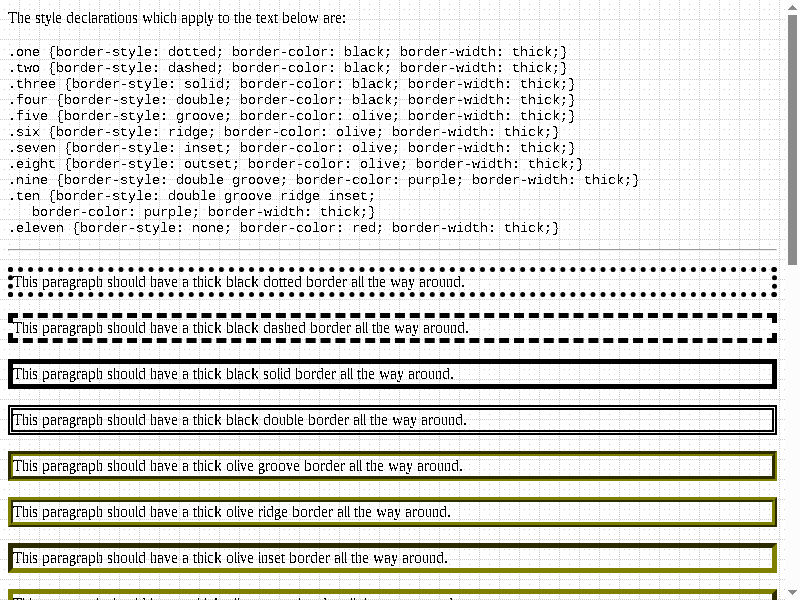 The style declarations which apply to the text below are:
.one {border-style: dotted; border-color: black; border-width: thick;}
.two {border-style: dashed; border-color: black; border-width: thick;}
.three {border-style: solid; border-color: black; border-width: thick;}
.four {border-style: double; border-color: black; border-width: thick;}
.five {border-style: groove; border-color: olive; border-width: thick;}
.six {border-style: ridge; border-color: olive; border-width: thick;}
.seven {border-style: inset; border-color: olive; border-width: thick;}
.eight {border-style: outset; border-color: olive; border-width: thick;}
.nine {border-style: double groove; border-color: purple; border-width: thick;}
.ten {border-style: double groove ridge inset;
border-color: purple; border-width: thick;}
.eleven {border-style: none; border-color: red; border-width: thick;}
This paragraph should have a thick black dotted border all the way around.
This paragraph should have a thick black dashed border all the way around.
This paragraph should have a thick black solid border all the way around.
This paragraph should have a thick black double border all the way around.
This paragraph should have a thick olive groove border all the way around.
This paragraph should have a thick olive ridge border all the way around.
This paragraph should have a thick olive inset border all the way around.